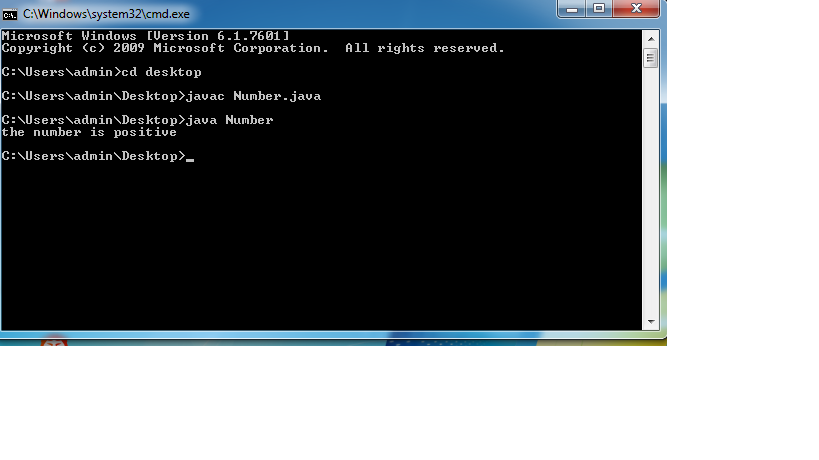 C:\Windows\system32\cmd.exe
Microsoft Windows [Version 6.1.7601]
Copyright (c) 2009 Microsoft Corporation.  All rights reserved.
C:\Users\admin>cd desktop
C:\Users\admin\Desktop>javac Number.java
C:\Users\admin\Desktop>java Number
the number is positive
C:\Users\admin\Desktop>_